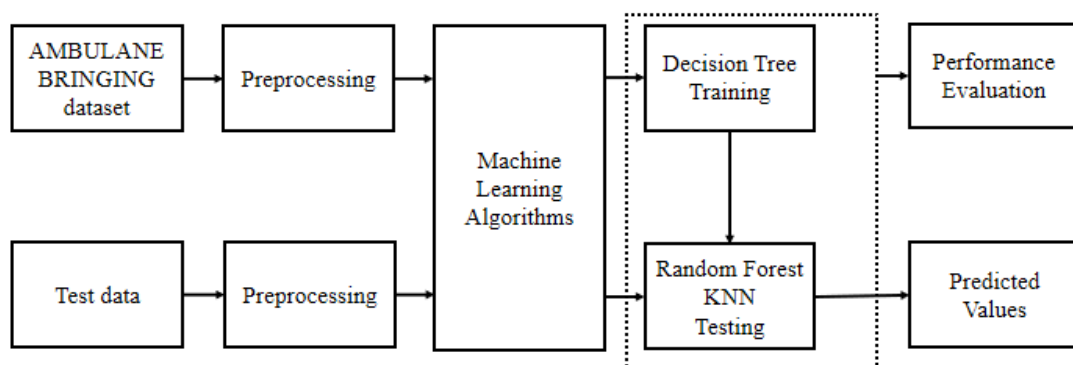 AMBULANE
BRINGING
dataset
Preprocessing
Machine
Learning
Algorithms
Decision Tree
Training
Performance
Evaluation
Test data
Preprocessing
Random Forest
KNN
Testing
Predicted
Values